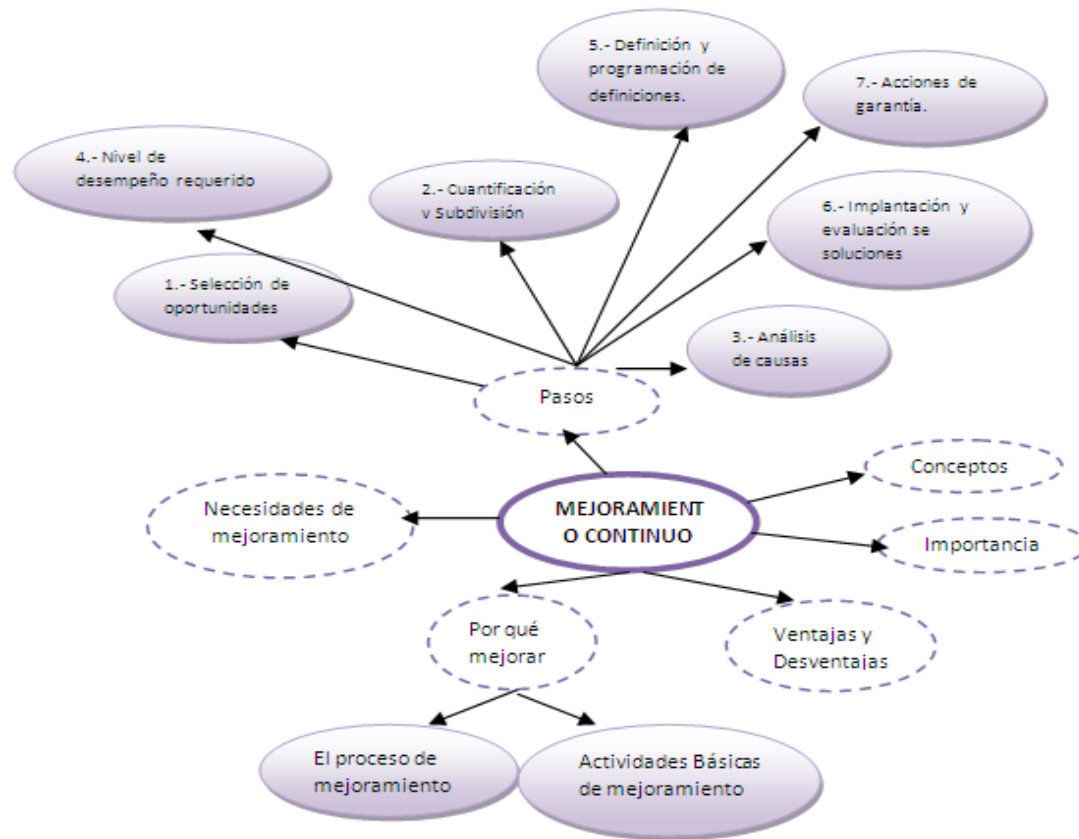 5.- Definición y
programación de
definiciones.
7.- Acciones de
garantía.
4.- Nivel de
desempeño requerido
2.- Cuantificación
y Subdivisión
6.- Implantación y
evaluación se
soluciones
1.- Selección de
oportunidades
3.- Análisis
de causas
Pasos
Conceptos
Necesidades de
mejoramiento
MEJORAMIENT
O CONTINUO
Importancia
Por qué
mejorar
Ventajas y
Desventajas
El proceso de
mejoramiento
Actividades Básicas
de mejoramiento